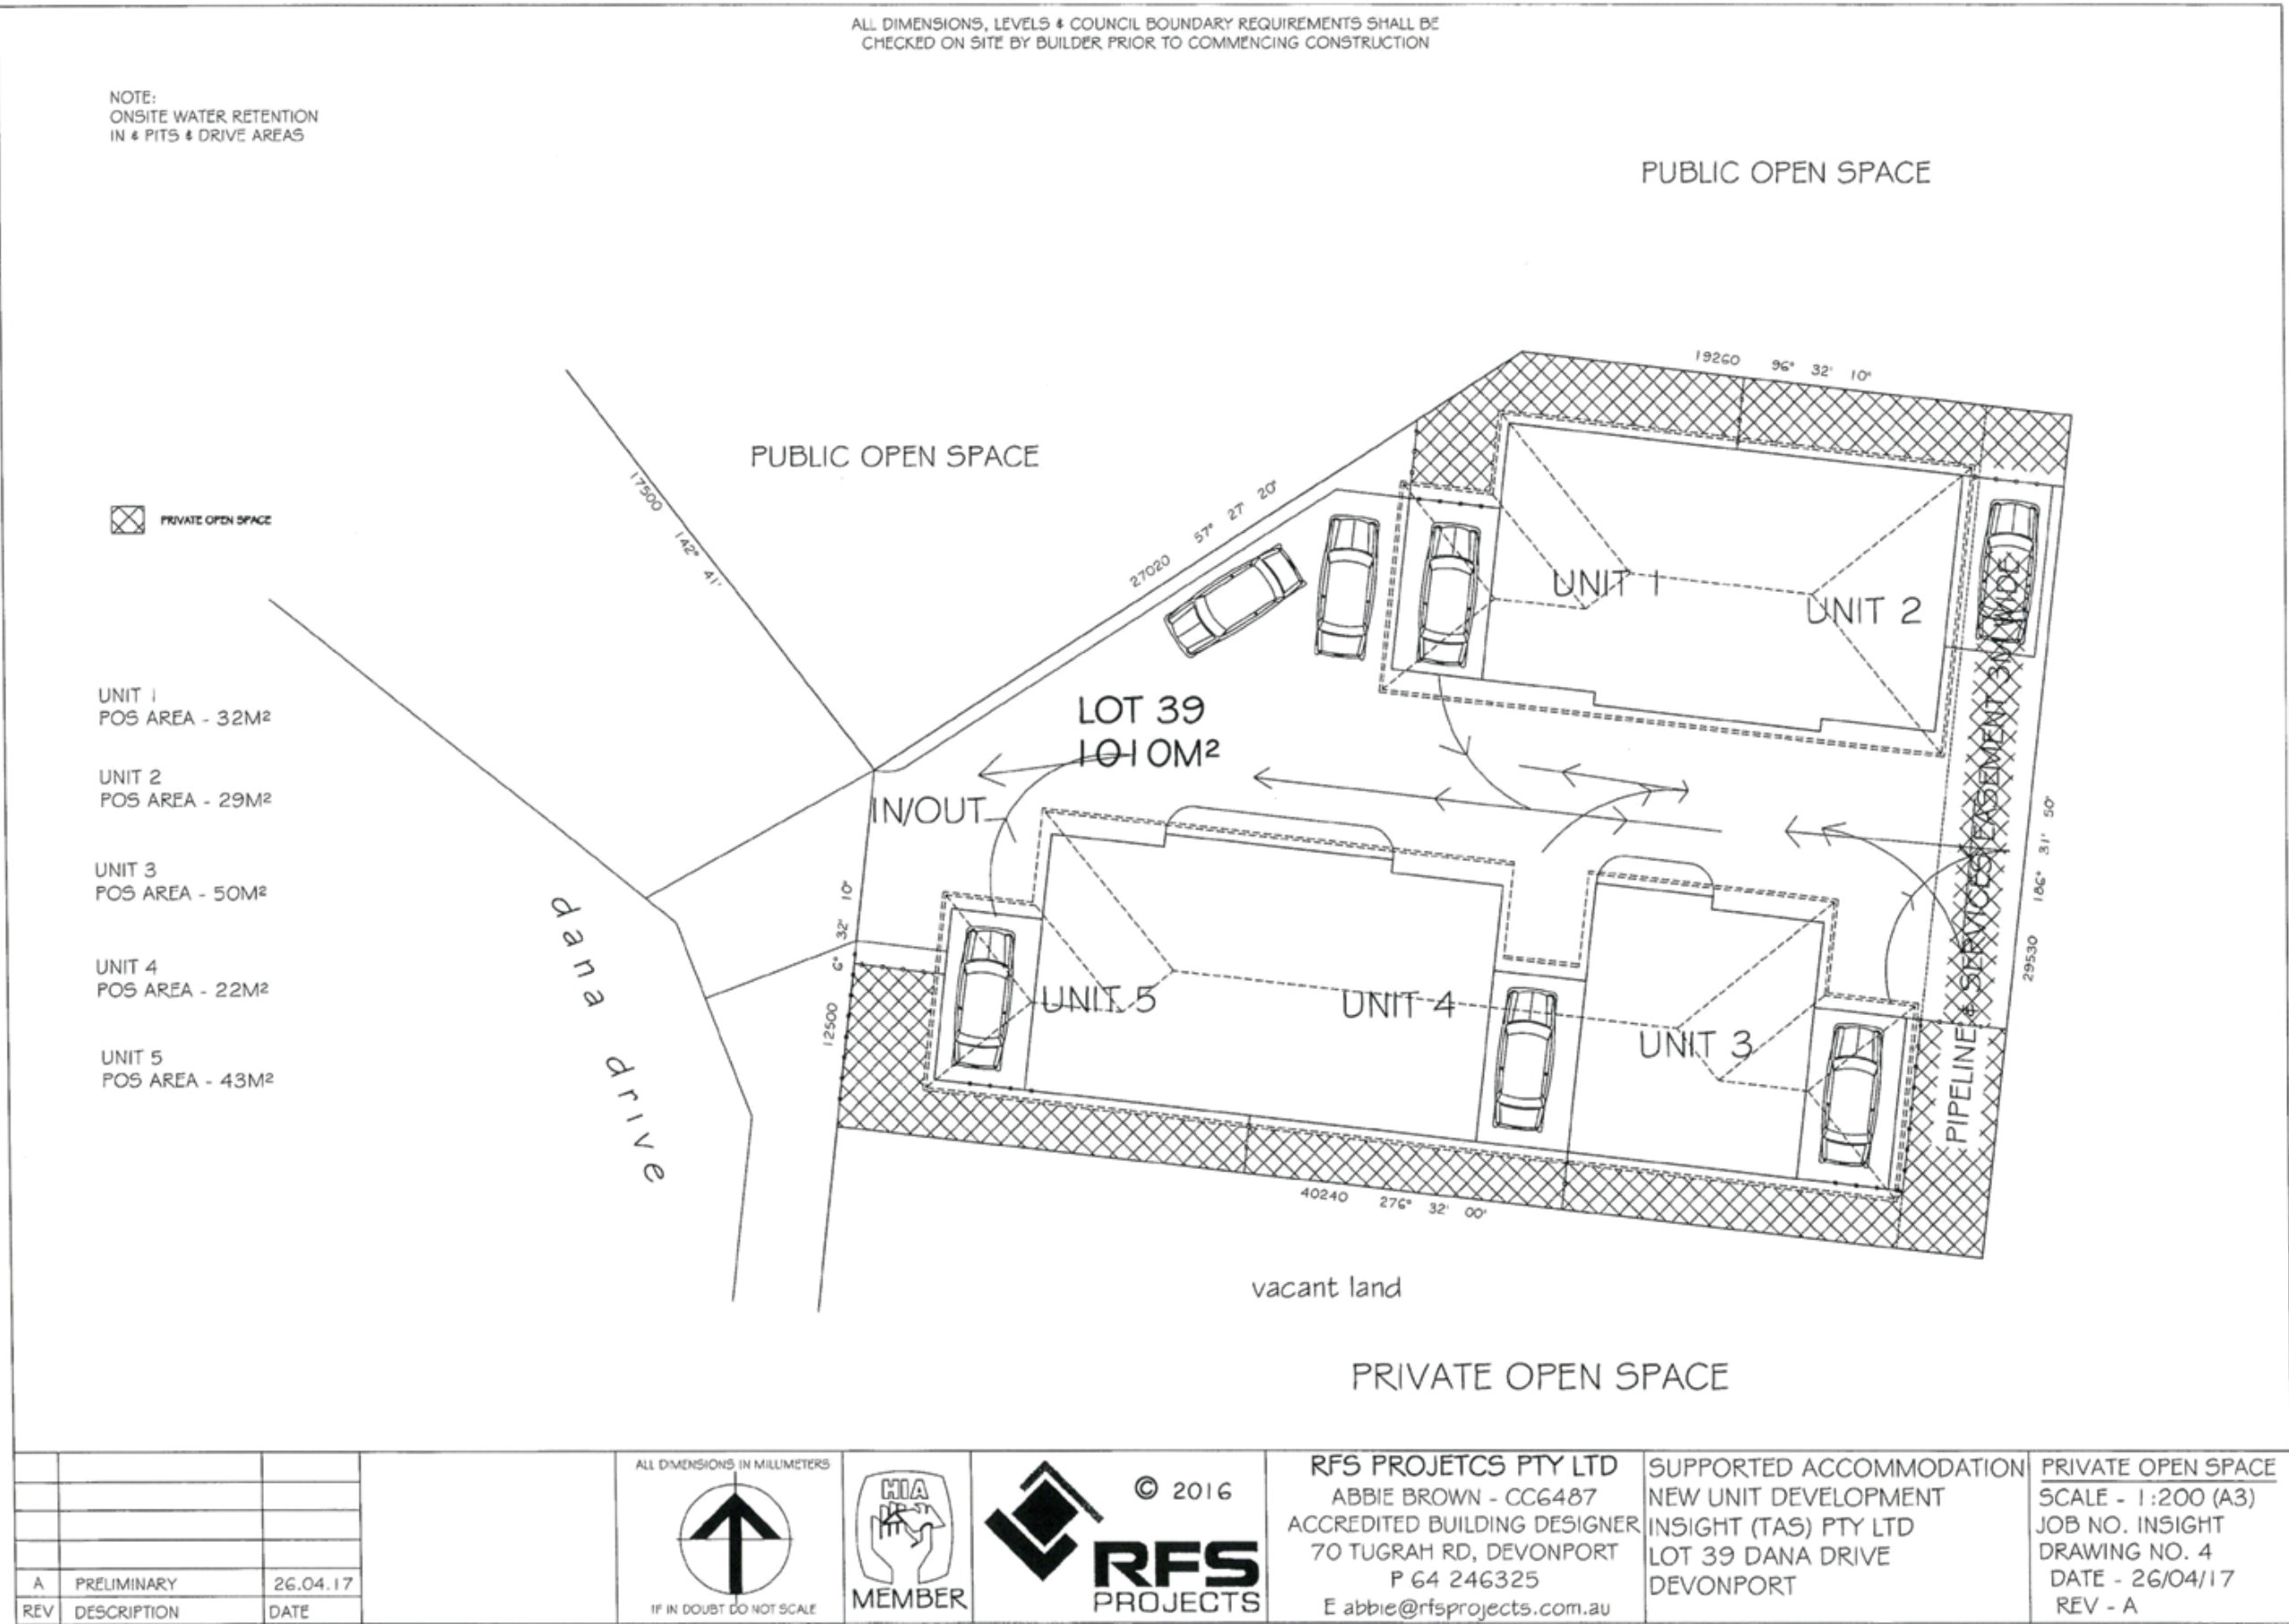 ALL DIMENSIONS, LEVELS & COUNCIL BOUNDARY REQUIREMENTS SHALL BE
CHECKED ON SITE BY BUILDER PRIOR TO COMMENCING CONSTRUCTION
NOTE:
ONSITE WATER RETENTION
IN & PITS & DRIVE AREAS
PUBLIC OPEN SPACE
19260 96° 32' 10"
PUBLIC OPEN SPACE
17500 142° 41'
27020 57° 27' 20"
PRIVATE OPEN SPACE
UNIT 1
UNIT 2
UNIT 1
POS AREA - 32M²
UNIT 2
POS AREA - 29M²
UNIT 3
POS AREA - 50M²
UNIT 4
POS AREA - 22M²
UNIT 5
POS AREA - 43M²
LOT 39
1010M²
IN/OUT
dana drive
12500 6° 32' 10"
UNIT 5
UNIT 4
UNIT 3
PIPELINE & SERVICES EASEMENT 3M WIDE
29530 186° 31' 50"
40240 276° 32' 00"
vacant land
PRIVATE OPEN SPACE
A PRELIMINARY 26.04.17
REV DESCRIPTION DATE
ALL DIMENSIONS IN MILLIMETERS
IF IN DOUBT DO NOT SCALE
HIA
MEMBER
© 2016
RFS
PROJECTS
RFS PROJETCS PTY LTD
ABBIE BROWN - CC6487
ACCREDITED BUILDING DESIGNER
70 TUGRAH RD, DEVONPORT
P 64 246325
E abbie@rfsprojects.com.au
SUPPORTED ACCOMMODATION
NEW UNIT DEVELOPMENT
INSIGHT (TAS) PTY LTD
LOT 39 DANA DRIVE
DEVONPORT
PRIVATE OPEN SPACE
SCALE - 1:200 (A3)
JOB NO. INSIGHT
DRAWING NO. 4
DATE - 26/04/17
REV - A